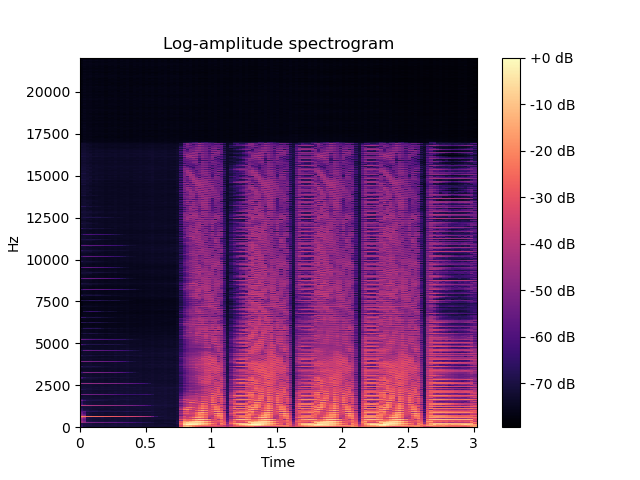 Log-amplitude spectrogram
Hz
20000
17500
15000
12500
10000
7500
5000
2500
0
0 0.5 1 1.5 2 2.5 3
Time
+0 dB
-10 dB
-20 dB
-30 dB
-40 dB
-50 dB
-60 dB
-70 dB